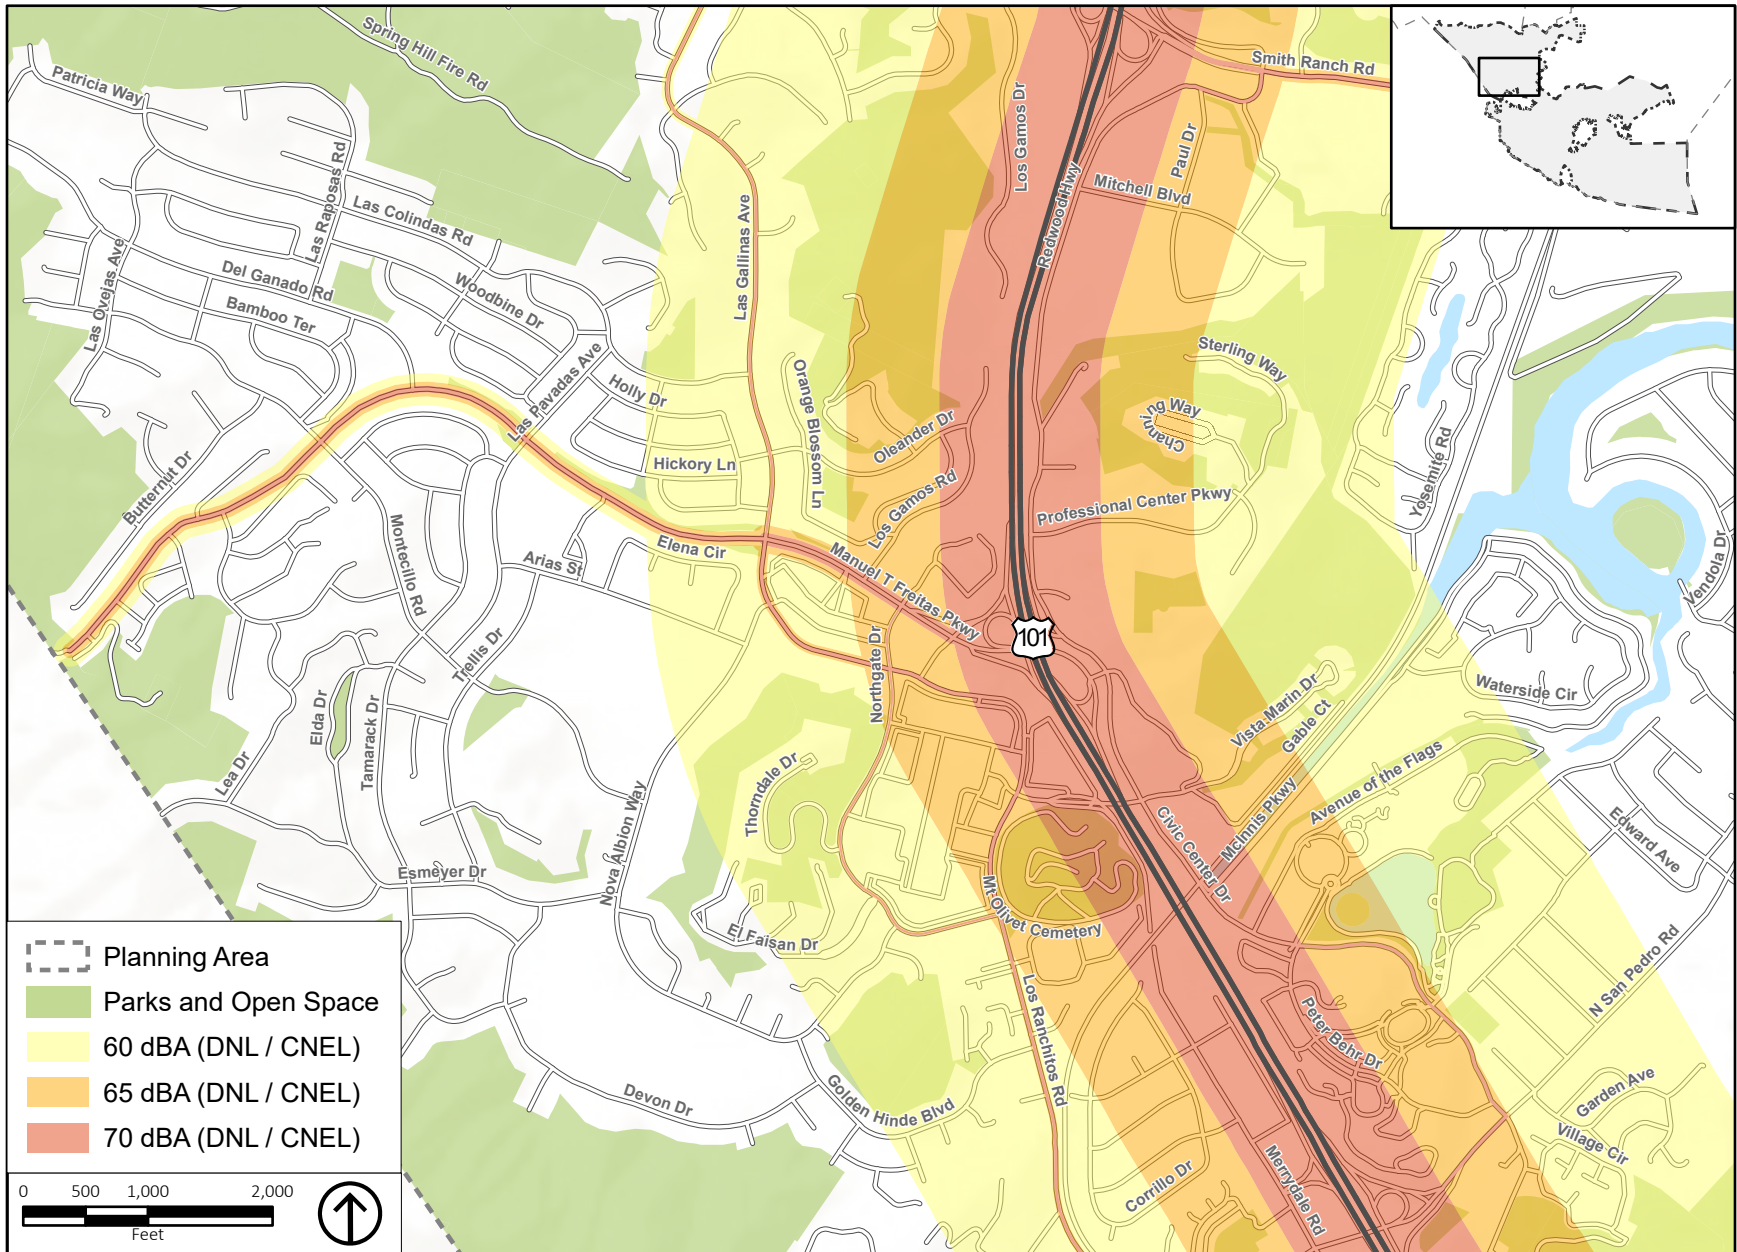 Spring Hill Fire Rd
Patricia Way
Smith Ranch Rd
Los Gamos Dr
Paul Dr
Mitchell Blvd
Redwood Hwy
Las Raposas Rd
Las Colindas Rd
Las Gallinas Ave
Las Ovejas Ave
Del Ganado Rd
Woodbine Dr
Bamboo Ter
Sterling Way
Las Pavadas Ave
Holly Dr
Orange Blossom Ln
Channing Way
Oleander Dr
Hickory Ln
Yosemite Rd
Butternut Dr
Los Gamos Rd
Professional Center Pkwy
Montecillo Rd
Elena Cir
Arias St
Manuel T Freitas Pkwy
Vendola Dr
101
Trellis Dr
Northgate Dr
Waterside Cir
Elda Dr
Tamarack Dr
Vista Marin Dr
Gable Ct
Lea Dr
Thorndale Dr
Avenue of the Flags
McInnis Pkwy
Nova Albion Way
Civic Center Dr
Edward Ave
Esmeyer Dr
Mt Olivet Cemetery
El Faisan Dr
N San Pedro Rd
Los Ranchitos Rd
Peter Behr Dr
Devon Dr
Golden Hinde Blvd
Garden Ave
Village Cir
Corrillo Dr
Merrydale Rd
Planning Area
Parks and Open Space
60 dBA (DNL / CNEL)
65 dBA (DNL / CNEL)
70 dBA (DNL / CNEL)
0 500 1,000 2,000
Feet